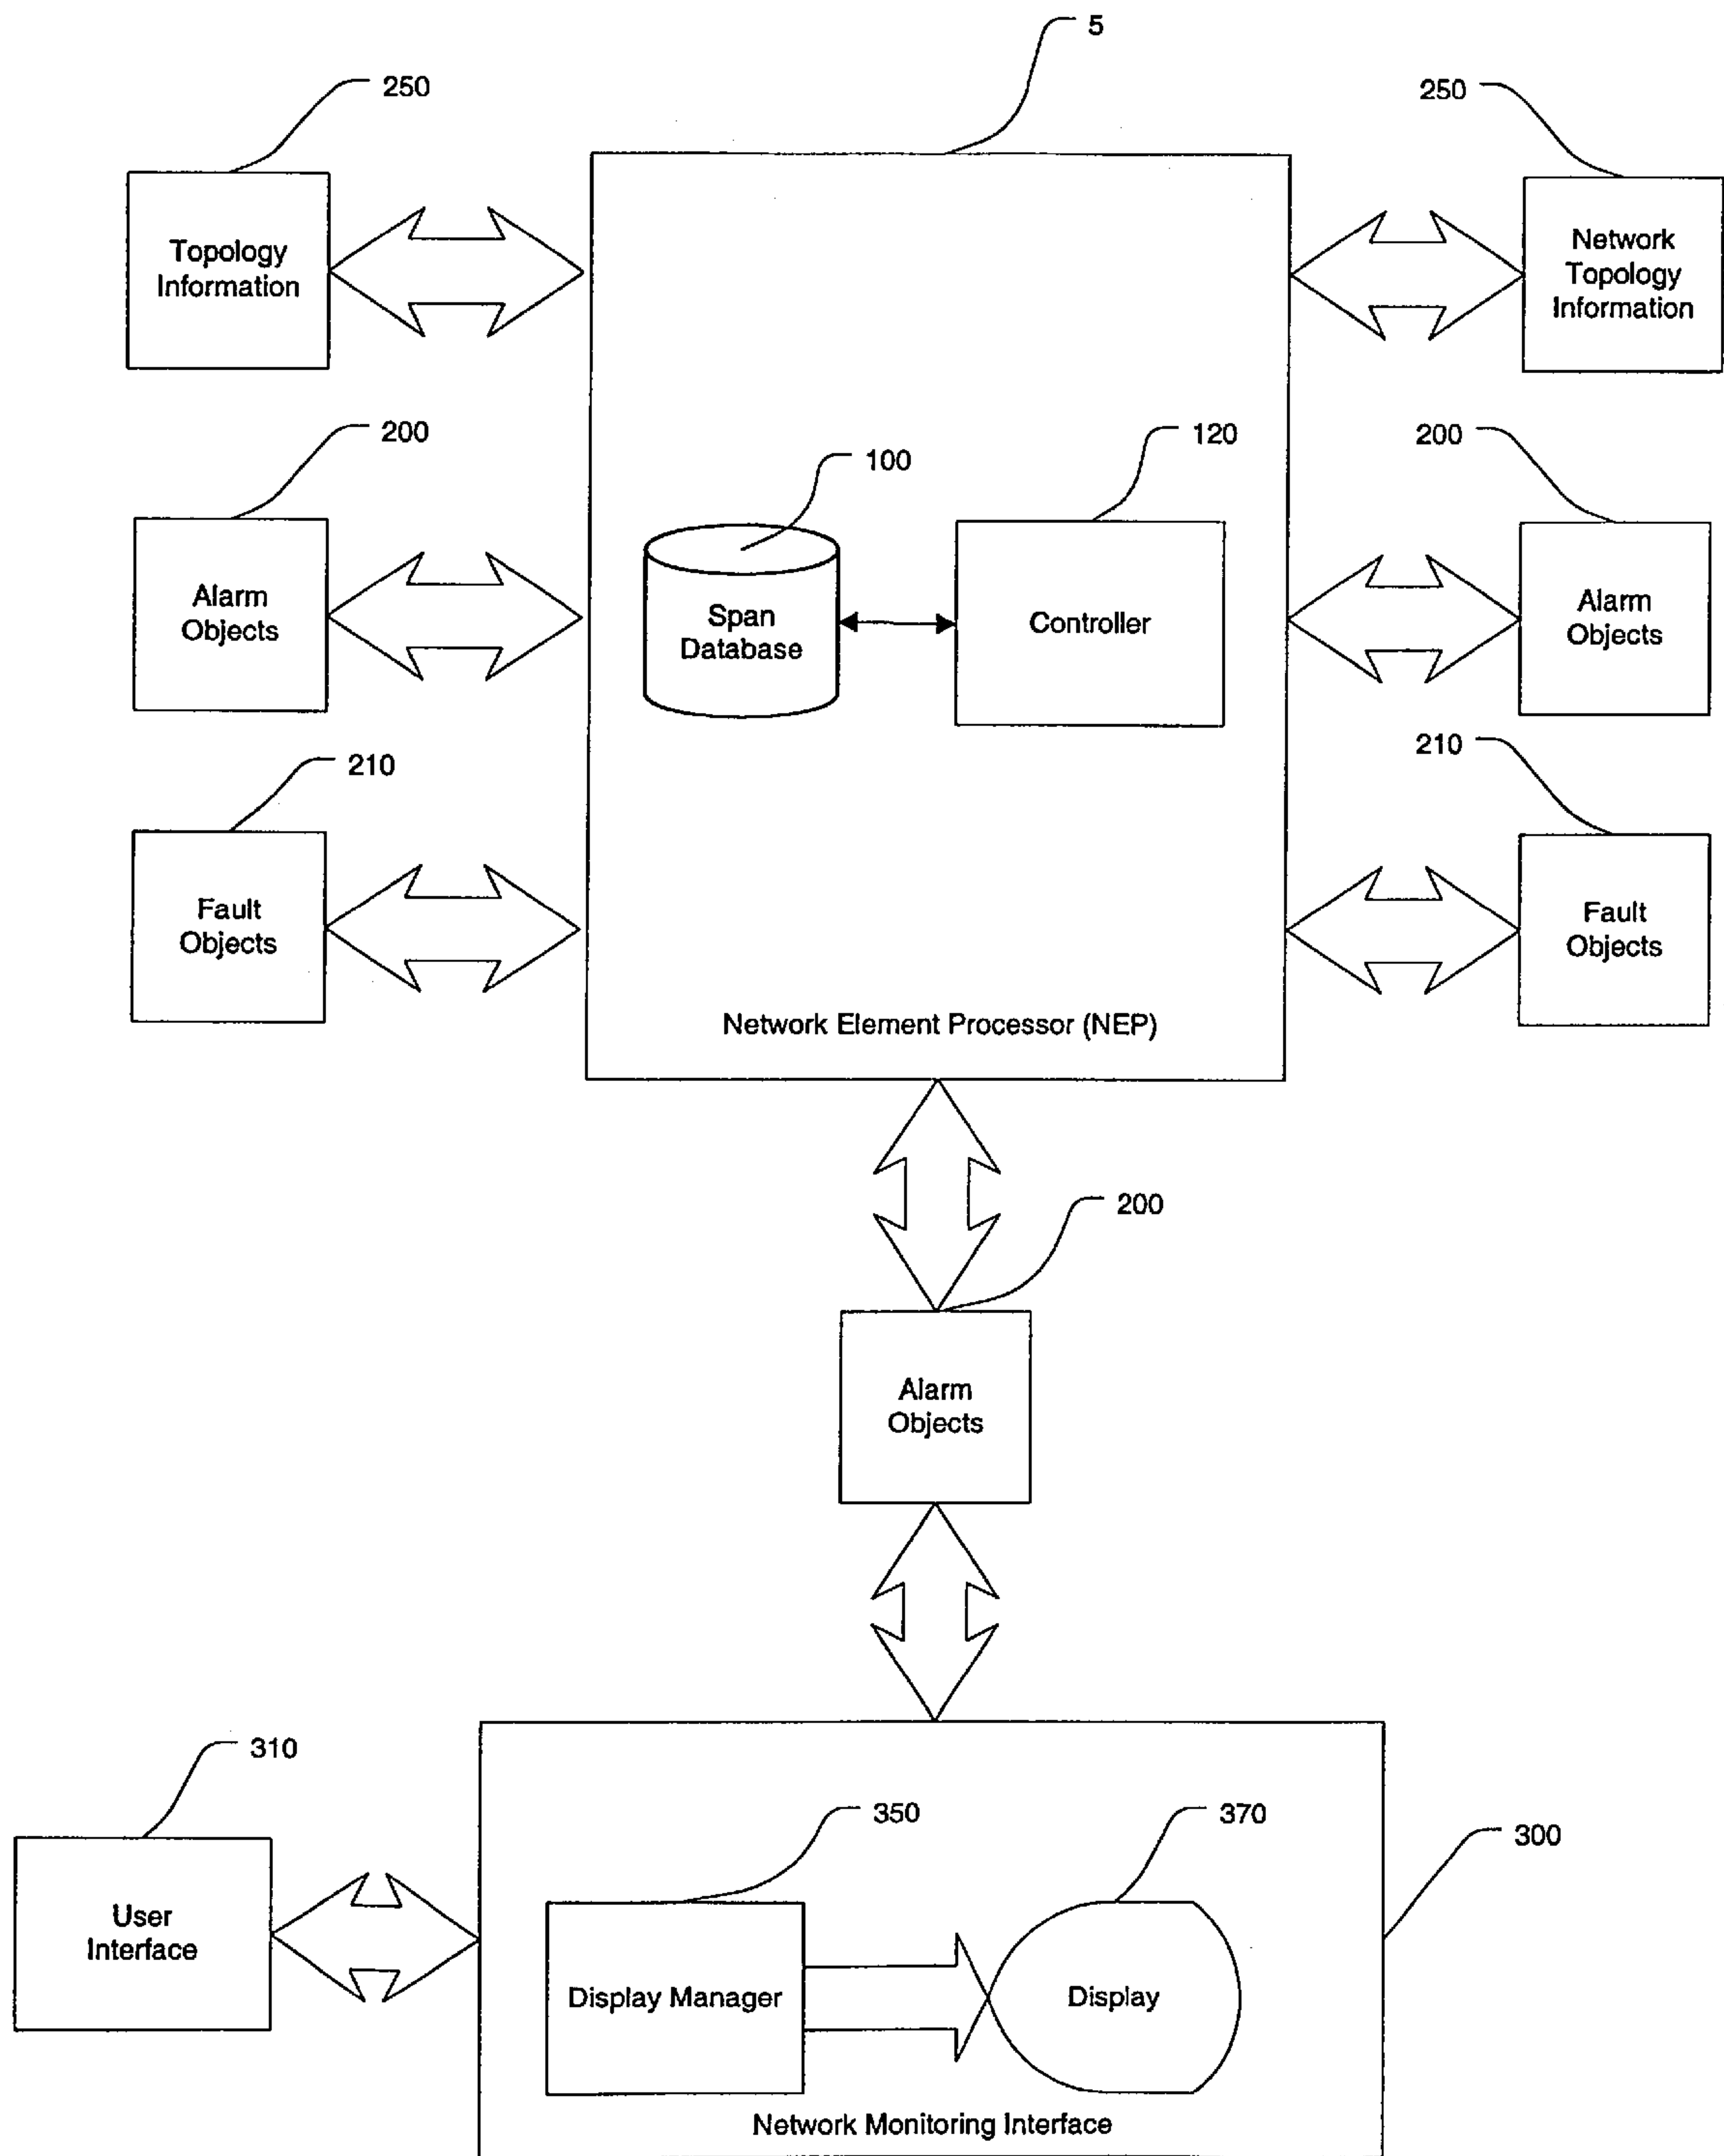 5
250
250
Topology
Information
Network
Topology
Information
200
100
120
200
Alarm
Objects
Span
Database
Controller
Alarm
Objects
210
210
Fault
Objects
Fault
Objects
Network Element Processor (NEP)
200
Alarm
Objects
310
350
370
300
User
Interface
Display Manager
Display
Network Monitoring Interface